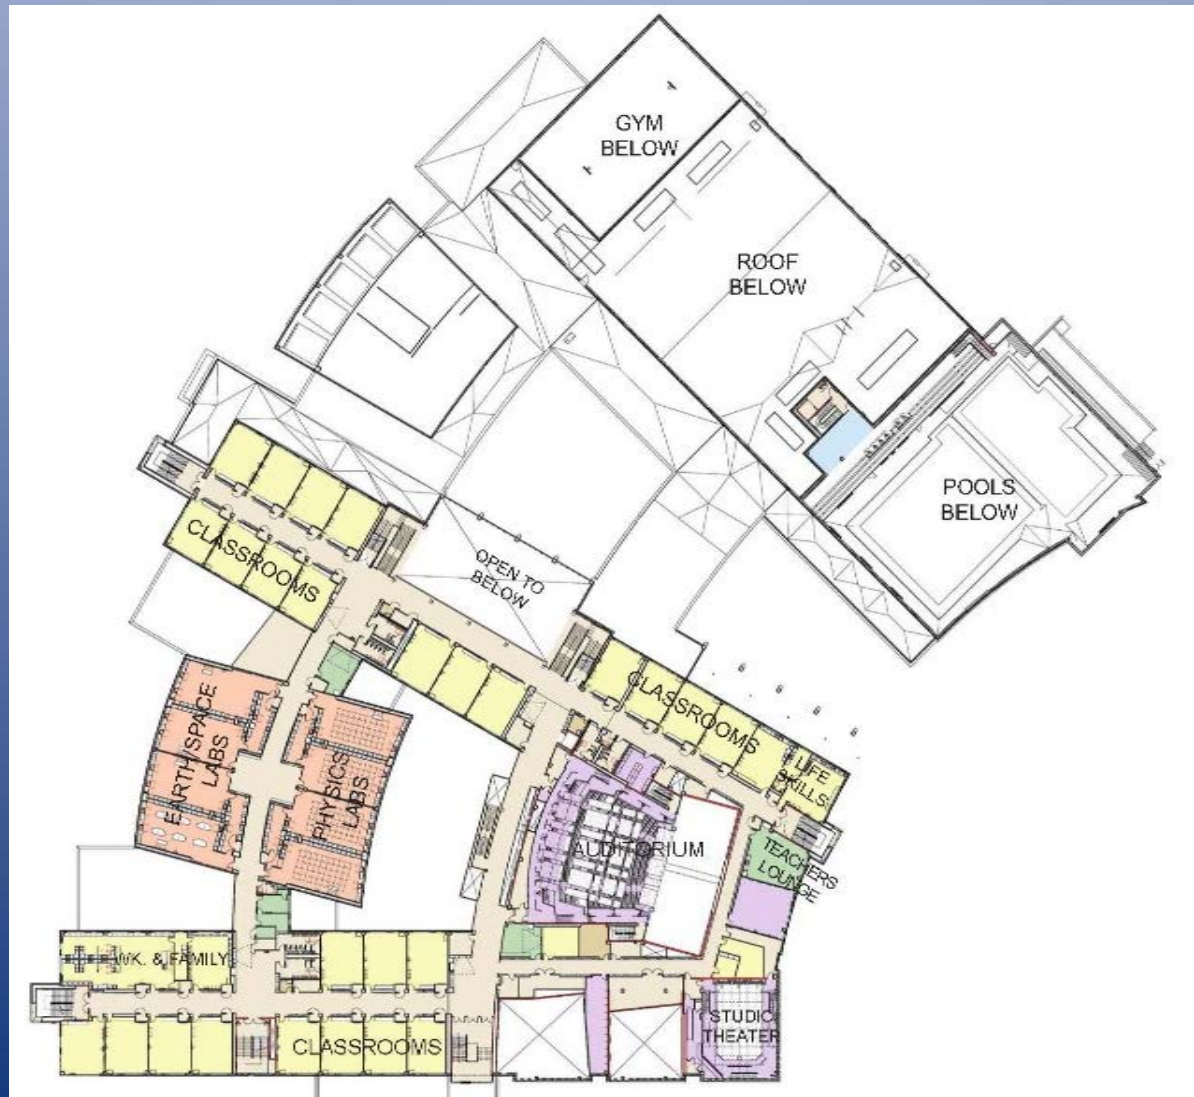 GYM
BELOW
ROOF
BELOW
POOLS
BELOW
CLASSROOMS
OPEN TO
BELOW
CLASSROOMS
LIFE
SKILLS
EARTH/SPACE
LABS
PHYSICS
LABS
AUDITORIUM
TEACHERS
LOUNGE
WK. & FAMILY
CLASSROOMS
STUDIO
THEATER